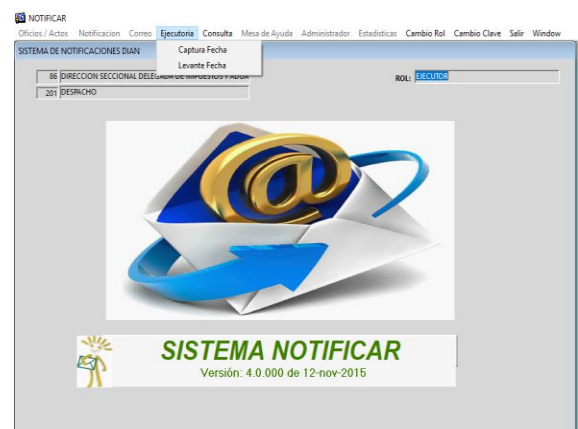 NOTIFICAR
Oficios / Actos Notificacion Correo Ejecutoria Consulta Mesa de Ayuda Administrador Estadisticas Cambio Rol Cambio Clave Salir Window
SISTEMA DE NOTIFICACIONES DIAN
Captura Fecha
Levante Fecha
86 DIRECCION SECCIONAL DELEGADA DE IMPUESTOS Y ADUA
ROL: EJECUTOR
201 DESPACHO
SISTEMA NOTIFICAR
Versión: 4.0.000 de 12-nov-2015